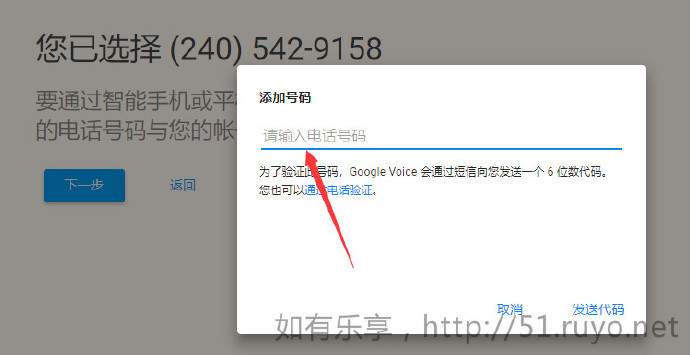 您已选择 (240) 542-9158
要通过智能手机或平
的电话号码与您的帐
下一步
返回
添加号码
请输入电话号码
为了验证此号码，Google Voice 会通过短信向您发送一个 6 位数代码。
您也可以通过电话验证。
取消
发送代码
如有乐享，http://51.ruyo.net